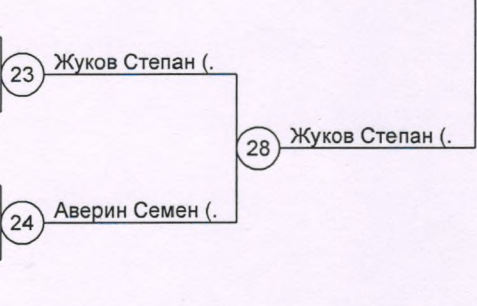 Жуков Степан (.
23
28
Жуков Степан (.
Аверин Семен (.
24